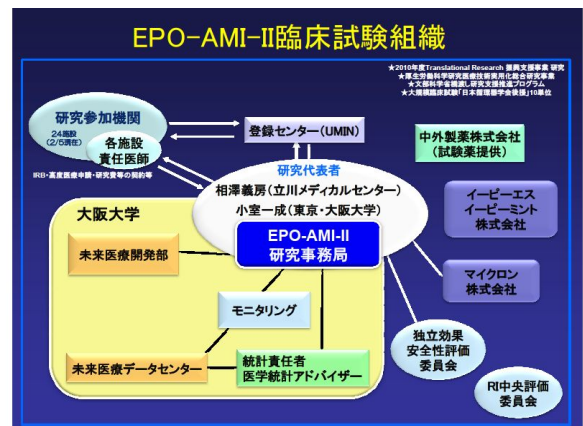 EPO-AMI-II臨床試験組織
★2010年度Translational Research 振興支援事業 研究
★厚生労働科学研究医療技術実用化総合研究事業
★文部科学省橋渡し研究支援推進プログラム
★大規模臨床試験「日本循環器学会後援」10単位
研究参加機関
24施設
(2/5現在)
各施設
責任医師
IRB・高度医療申請・研究費等の契約等
登録センター(UMIN)
中外製薬株式会社
(試験薬提供)
研究代表者
相澤義房(立川メディカルセンター)
小室一成(東京・大阪大学)
EPO-AMI-II
研究事務局
イーピーエス
イーピーミント
株式会社
マイクロン
株式会社
大阪大学
未来医療開発部
モニタリング
未来医療データセンター
統計責任者
医学統計アドバイザー
独立効果
安全性評価
委員会
RI中央評価
委員会